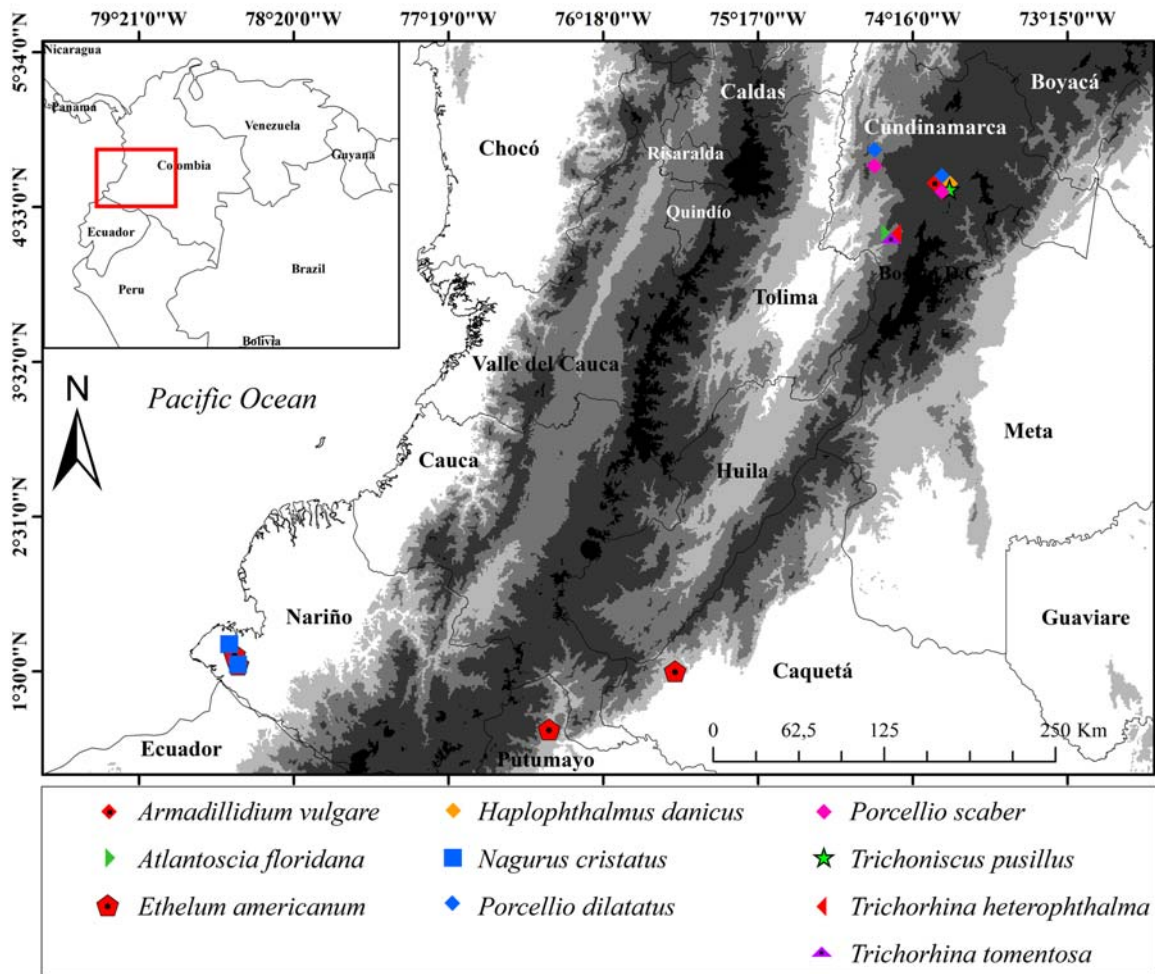 79°21'0"W 78°20'0"W 77°19'0"W 76°18'0"W 75°17'0"W 74°16'0"W 73°15'0"W
5°34'0"N
4°33'0"N
3°32'0"N
2°31'0"N
1°30'0"N
Nicaragua
Panama
Venezuela
Guyana
Colombia
Ecuador
Brazil
Peru
Bolivia
Boyacá
Caldas
Cundinamarca
Chocó
Risaralda
Quindío
Bogotá D.C.
Tolima
Valle del Cauca
N
Pacific Ocean
Meta
Cauca
Huila
Nariño
Guaviare
Caquetá
Ecuador
Putumayo
0 62,5 125 250 Km
Armadillidium vulgare
Atlantoscia floridana
Ethelum americanum
Haplophthalmus danicus
Nagurus cristatus
Porcellio dilatatus
Porcellio scaber
Trichoniscus pusillus
Trichorhina heterophthalma
Trichorhina tomentosa